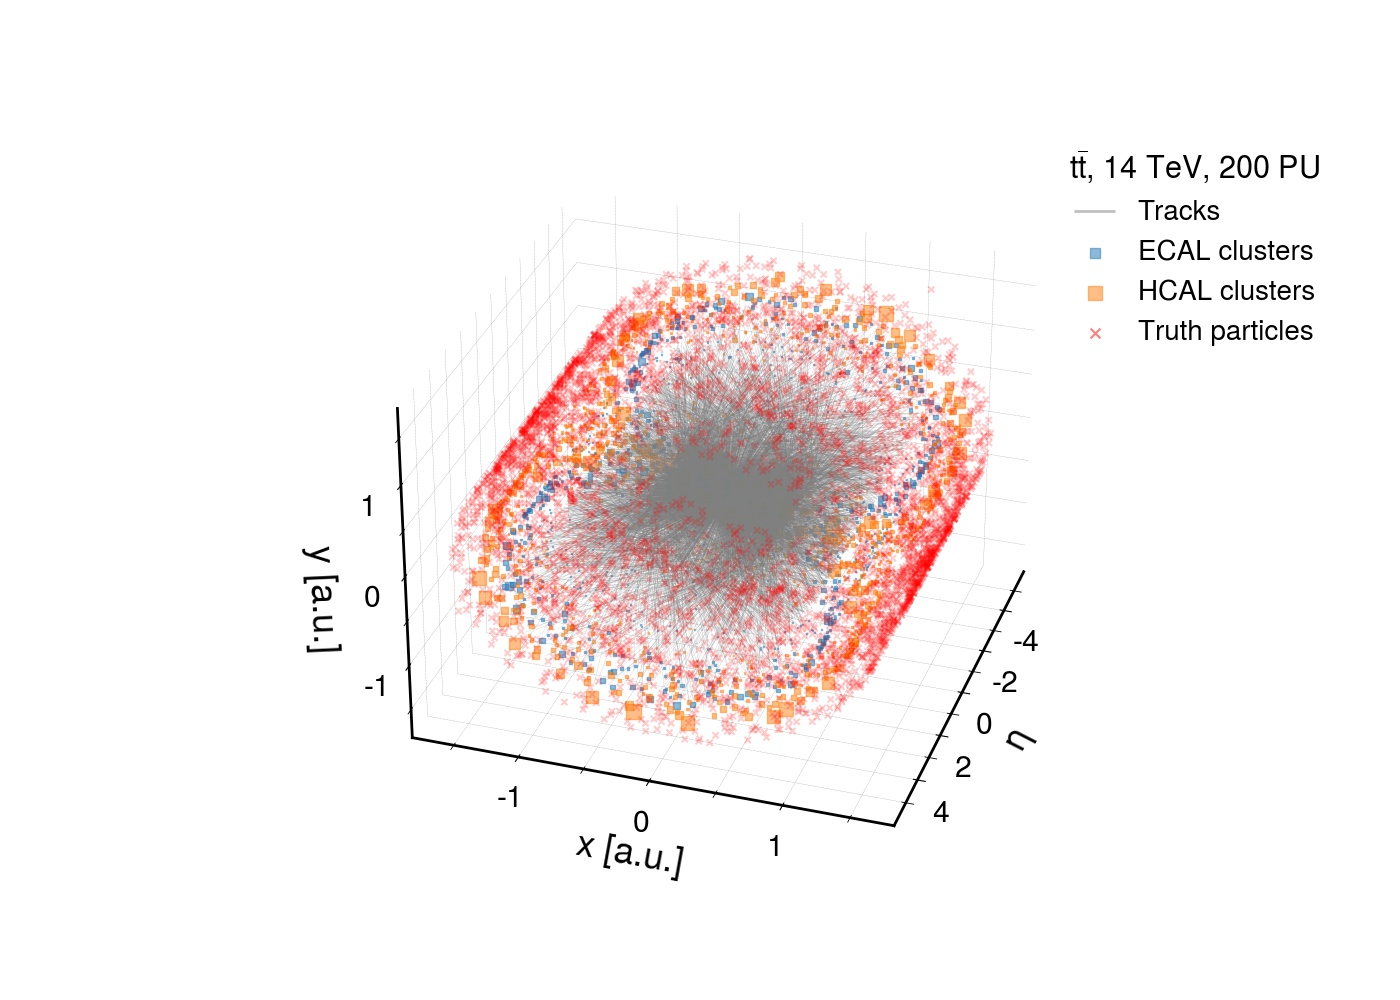 tt̄, 14 TeV, 200 PU
Tracks
ECAL clusters
HCAL clusters
Truth particles
1
0
-1
y [a.u.]
-1
0
1
x [a.u.]
-4
-2
0
2
4
η